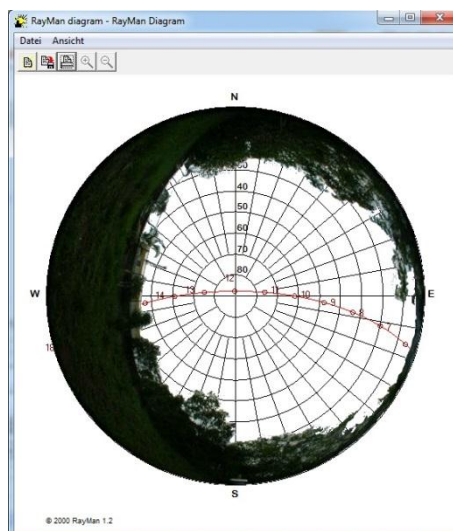 RayMan diagram - RayMan Diagram
Datei Ansicht
N
30
40
50
60
70
80
12
W 14 13 11 10 9 8 7 E
18
S
© 2000 RayMan 1.2